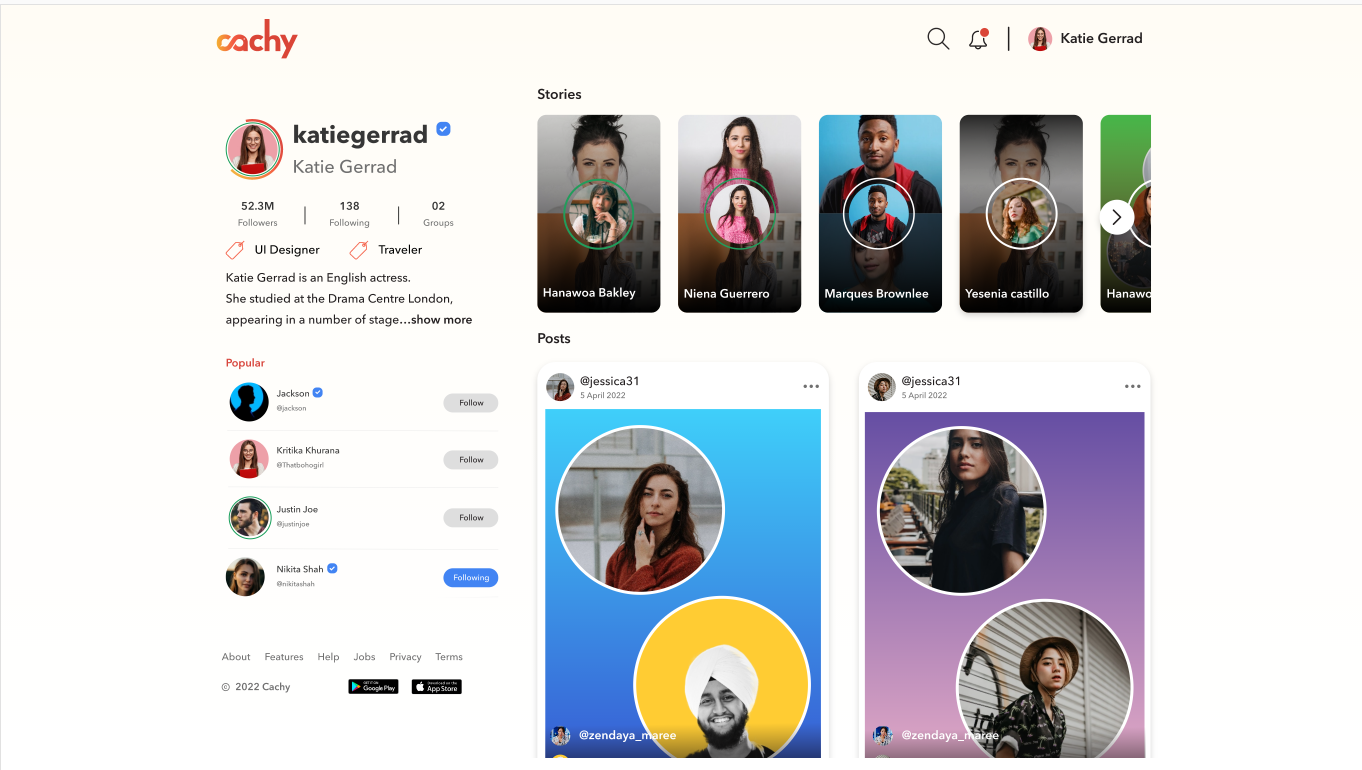 cachy
Katie Gerrad
katiegerrad
Katie Gerrad
52.3M
Followers
138
Following
02
Groups
UI Designer
Traveler
Katie Gerrad is an English actress.
She studied at the Drama Centre London,
appearing in a number of stage...show more
Popular
Jackson
@jackson
Follow
Kritika Khurana
@Thatbohogirl
Follow
Justin Joe
@justinjoe
Follow
Nikita Shah
@nikitashah
Following
About Features Help Jobs Privacy Terms
© 2022 Cachy
GET IT ON
Google Play
Download on the
App Store
Stories
Hanawoa Bakley
Niena Guerrero
Marques Brownlee
Yesenia castillo
Hanawo
Posts
@jessica31
5 April 2022
@zendaya_maree
@jessica31
5 April 2022
@zendaya_maree